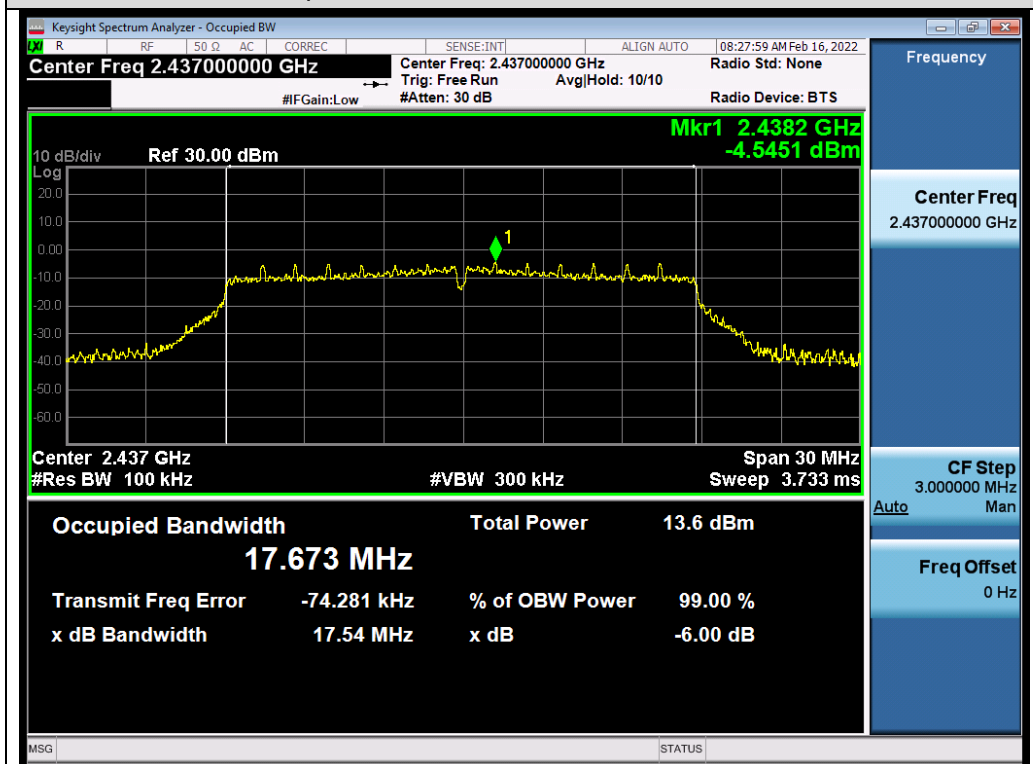 Keysight Spectrum Analyzer - Occupied BW
LXI R RF 50 Ω AC CORREC SENSE:INT ALIGN AUTO 08:27:59 AM Feb 16, 2022
Center Freq 2.437000000 GHz
Center Freq: 2.437000000 GHz
Radio Std: None
Trig: Free Run Avg|Hold: 10/10
#IFGain:Low #Atten: 30 dB Radio Device: BTS
Mkr1 2.4382 GHz
-4.5451 dBm
10 dB/div Ref 30.00 dBm
Log
20.0
10.0
0.00
-10.0
-20.0
-30.0
-40.0
-50.0
-60.0
1
Center 2.437 GHz Span 30 MHz
#Res BW 100 kHz #VBW 300 kHz Sweep 3.733 ms
Occupied Bandwidth Total Power 13.6 dBm
17.673 MHz
Transmit Freq Error -74.281 kHz % of OBW Power 99.00 %
x dB Bandwidth 17.54 MHz x dB -6.00 dB
Frequency
Center Freq
2.437000000 GHz
CF Step
3.000000 MHz
Auto Man
Freq Offset
0 Hz
MSG STATUS